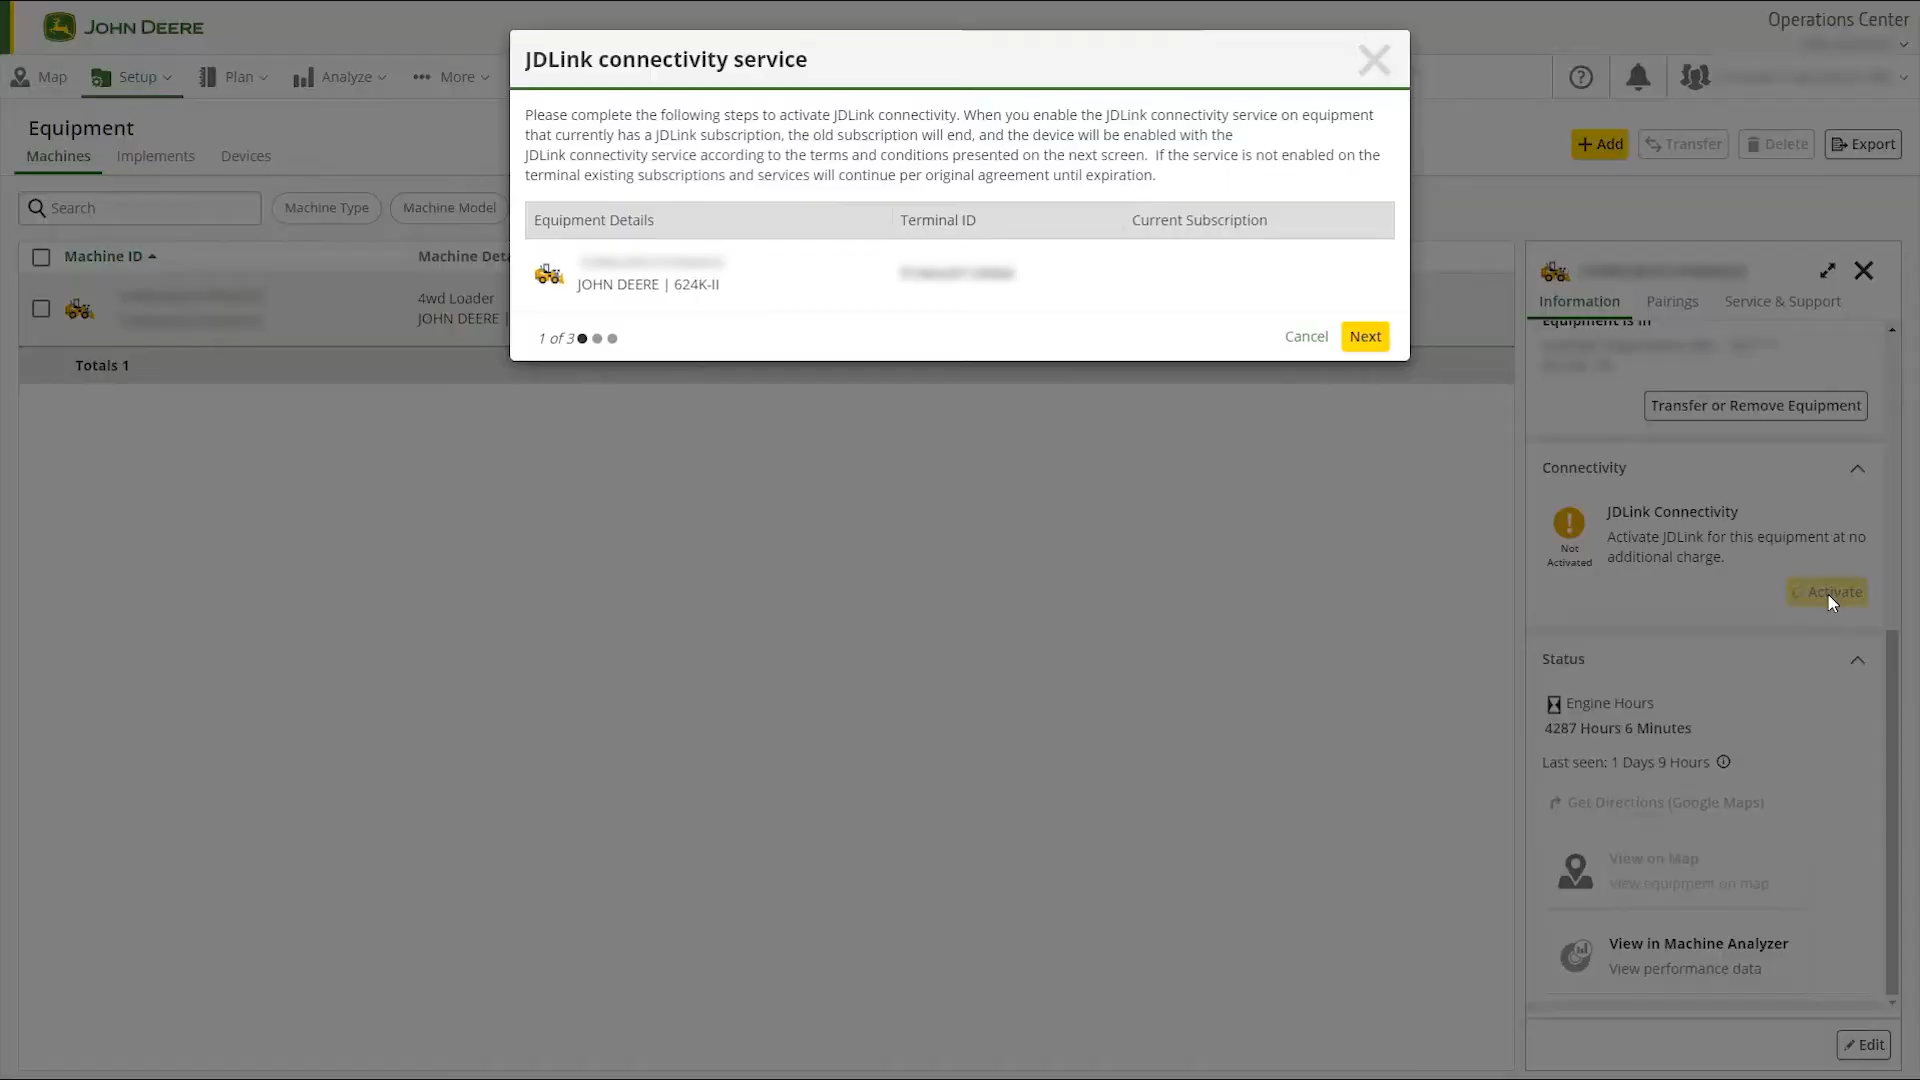 JOHN DEERE
Operations Center
Map
Setup
Plan
Analyze
More
Equipment
Machines
Implements
Devices
Add
Transfer
Delete
Export
Search
Machine Type
Machine Model
Machine ID
Machine Deta
4wd Loader
JOHN DEERE |
Totals 1
JDLink connectivity service
Please complete the following steps to activate JDLink connectivity. When you enable the JDLink connectivity service on equipment
that currently has a JDLink subscription, the old subscription will end, and the device will be enabled with the
JDLink connectivity service according to the terms and conditions presented on the next screen. If the service is not enabled on the
terminal existing subscriptions and services will continue per original agreement until expiration.
Equipment Details
Terminal ID
Current Subscription
JOHN DEERE | 624K-II
1 of 3
Cancel
Next
Information
Pairings
Service & Support
Equipment is in
Transfer or Remove Equipment
Connectivity
Not
Activated
JDLink Connectivity
Activate JDLink for this equipment at no
additional charge.
Activate
Status
Engine Hours
4287 Hours 6 Minutes
Last seen: 1 Days 9 Hours
Get Directions (Google Maps)
View on Map
View equipment on map
View in Machine Analyzer
View performance data
Edit